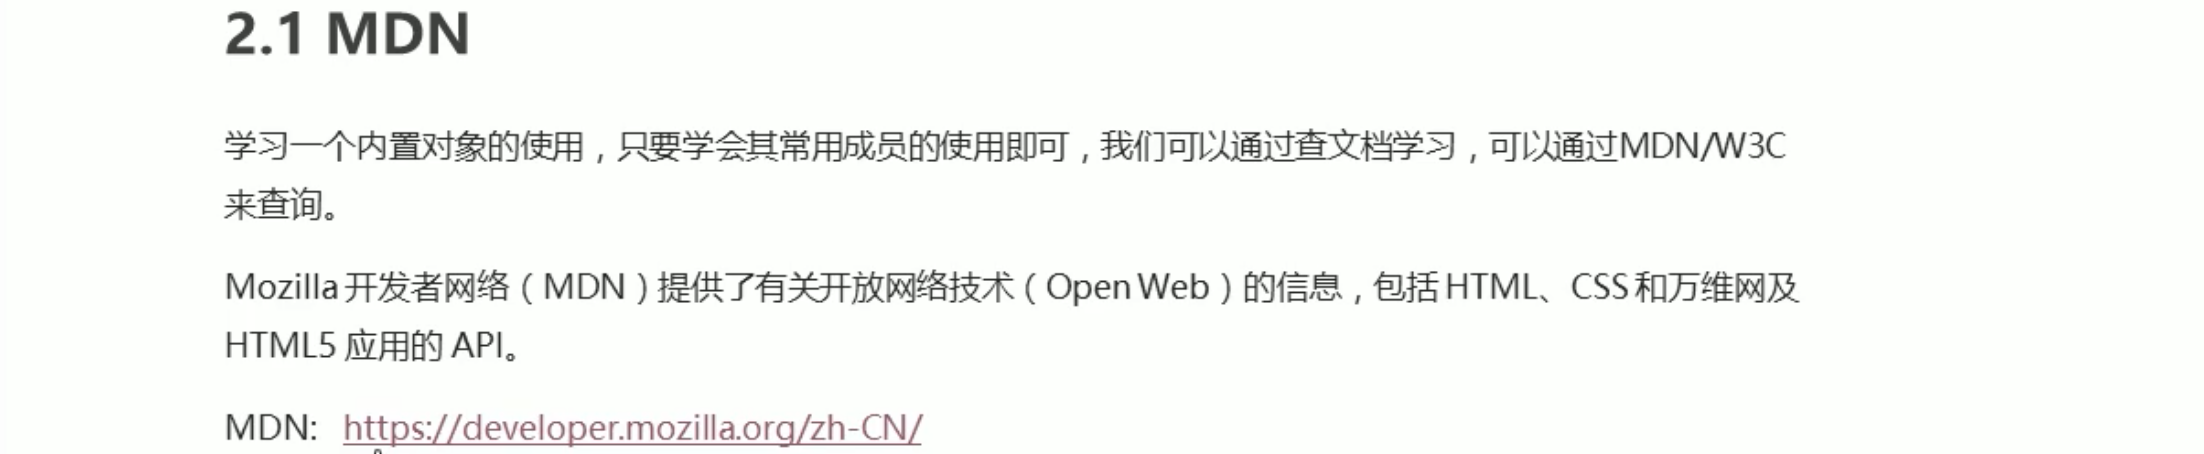 2.1 MDN
学习一个内置对象的使用，只要学会其常用成员的使用即可，我们可以通过查文档学习，可以通过MDN/W3C
来查询。
Mozilla 开发者网络（MDN）提供了有关开放网络技术（Open Web）的信息，包括 HTML、CSS 和万维网及
HTML5 应用的 API。
MDN: https://developer.mozilla.org/zh-CN/